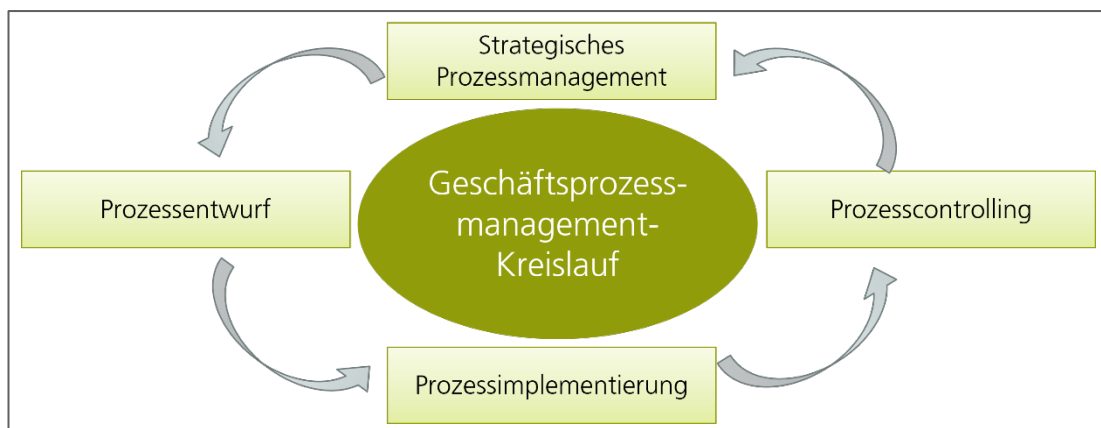 Strategisches
Prozessmanagement
Prozessentwurf
Geschäftsprozess-
management-
Kreislauf
Prozesscontrolling
Prozessimplementierung